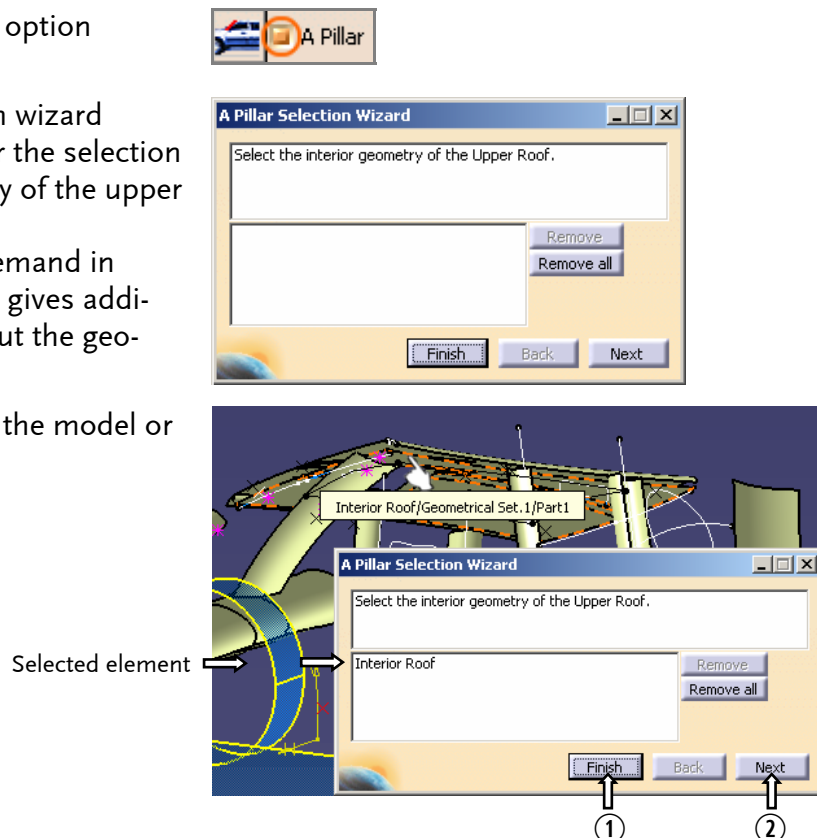 option
A Pillar
n wizard
r the selection
y of the upper
emand in
gives addi-
ut the geo-
A Pillar Selection Wizard
Select the interior geometry of the Upper Roof.
Remove
Remove all
Finish
Back
Next
the model or
Interior Roof/Geometrical Set.1/Part1
A Pillar Selection Wizard
Select the interior geometry of the Upper Roof.
Selected element
Interior Roof
Remove
Remove all
Finish
Back
Next
1
2